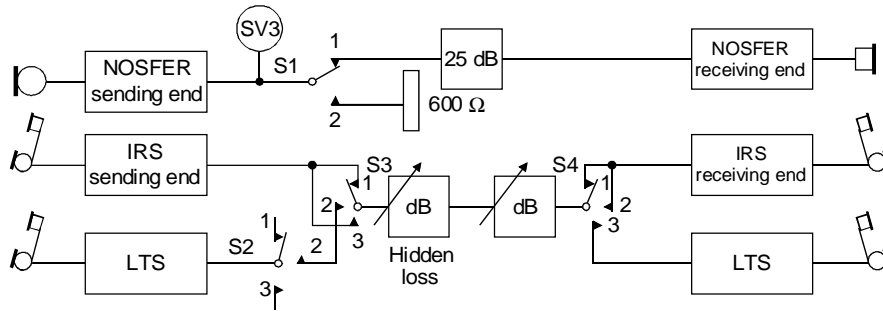 SV3
NOSFER
sending end
S1
1
2
25 dB
600 Ω
NOSFER
receiving end
IRS
sending end
S3
1
2
3
dB
Hidden
loss
dB
S4
1
2
3
IRS
receiving end
LTS
S2
1
2
3
LTS